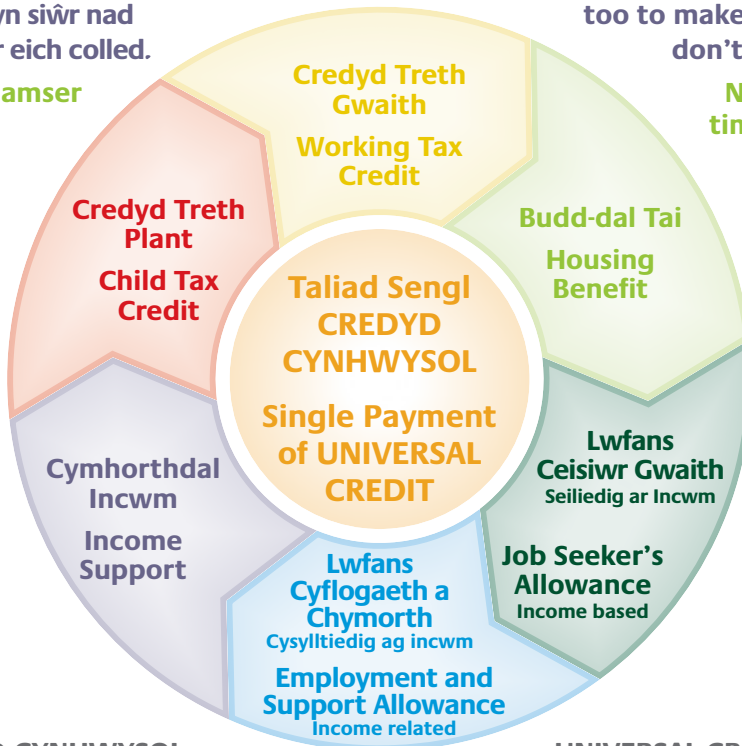 yn siŵr nad
r eich colled.
amser
too to make
don't
Credyd Treth
Gwaith
Working Tax
Credit
Budd-dal Tai
Housing
Benefit
Lwfans
Ceisiwr Gwaith
Seiliedig ar Incwm
Job Seeker's
Allowance
Income based
Lwfans
Cyflogaeth a
Chymorth
Cysylltiedig ag incwm
Employment and
Support Allowance
Income related
Cymhorthdal
Incwm
Income
Support
Credyd Treth
Plant
Child Tax
Credit
Taliad Sengl
CREDYD
CYNHWYSOL
Single Payment
of UNIVERSAL
CREDIT
CYNHWYSOL
UNIVERSAL